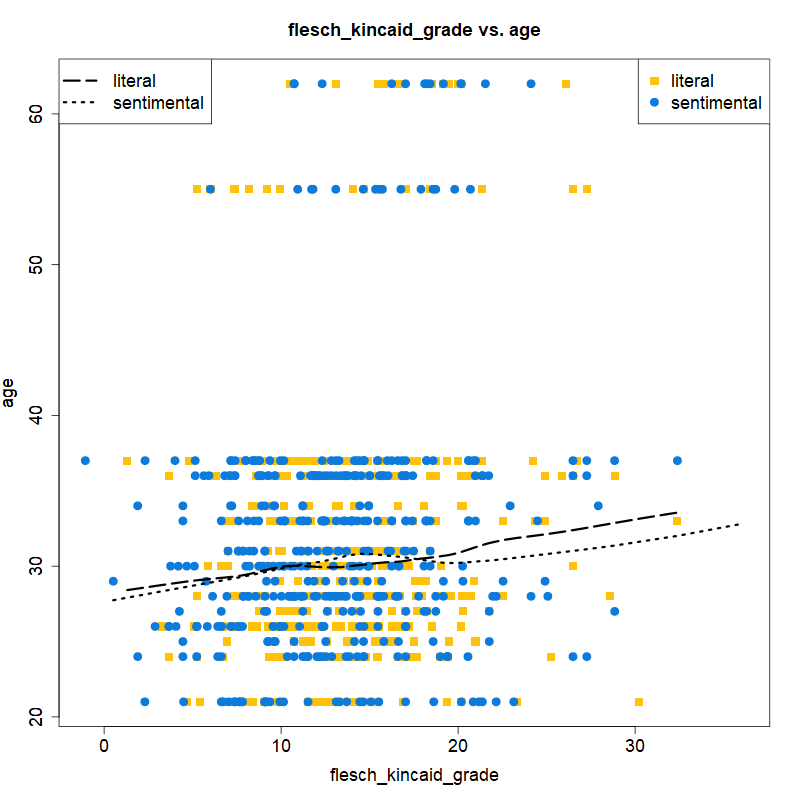 flesch_kincaid_grade vs. age
literal
sentimental
literal
sentimental
60
50
40
30
20
age
0 10 20 30
flesch_kincaid_grade